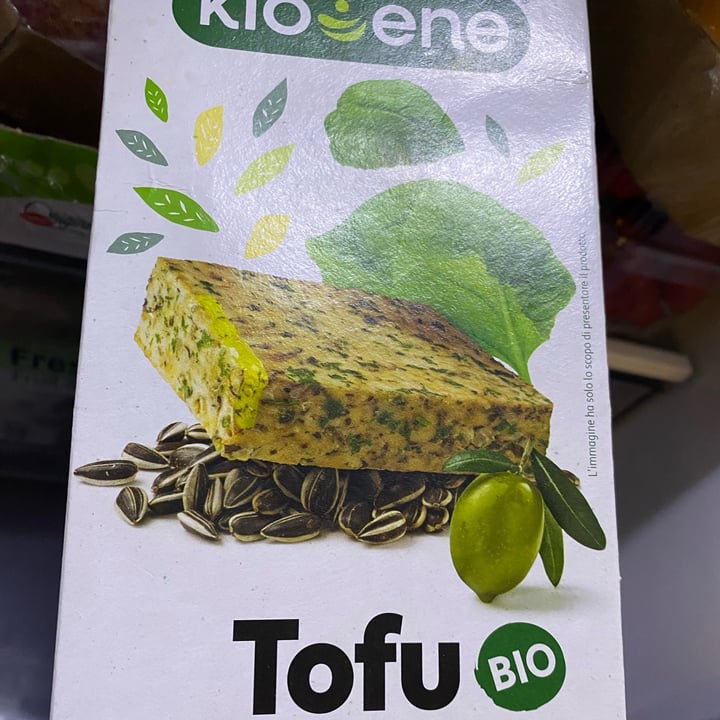 Kioene
L'immagine ha solo lo scopo di presentare il prodotto.
Tofu
BIO